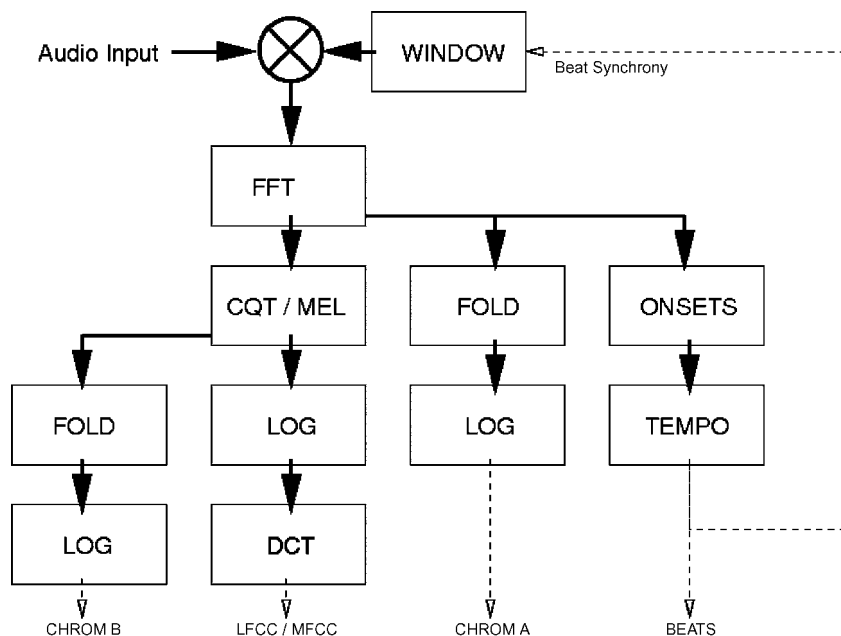 Audio Input
WINDOW
Beat Synchrony
FFT
CQT / MEL
FOLD
ONSETS
FOLD
LOG
LOG
TEMPO
LOG
DCT
CHROM B
LFCC / MFCC
CHROM A
BEATS